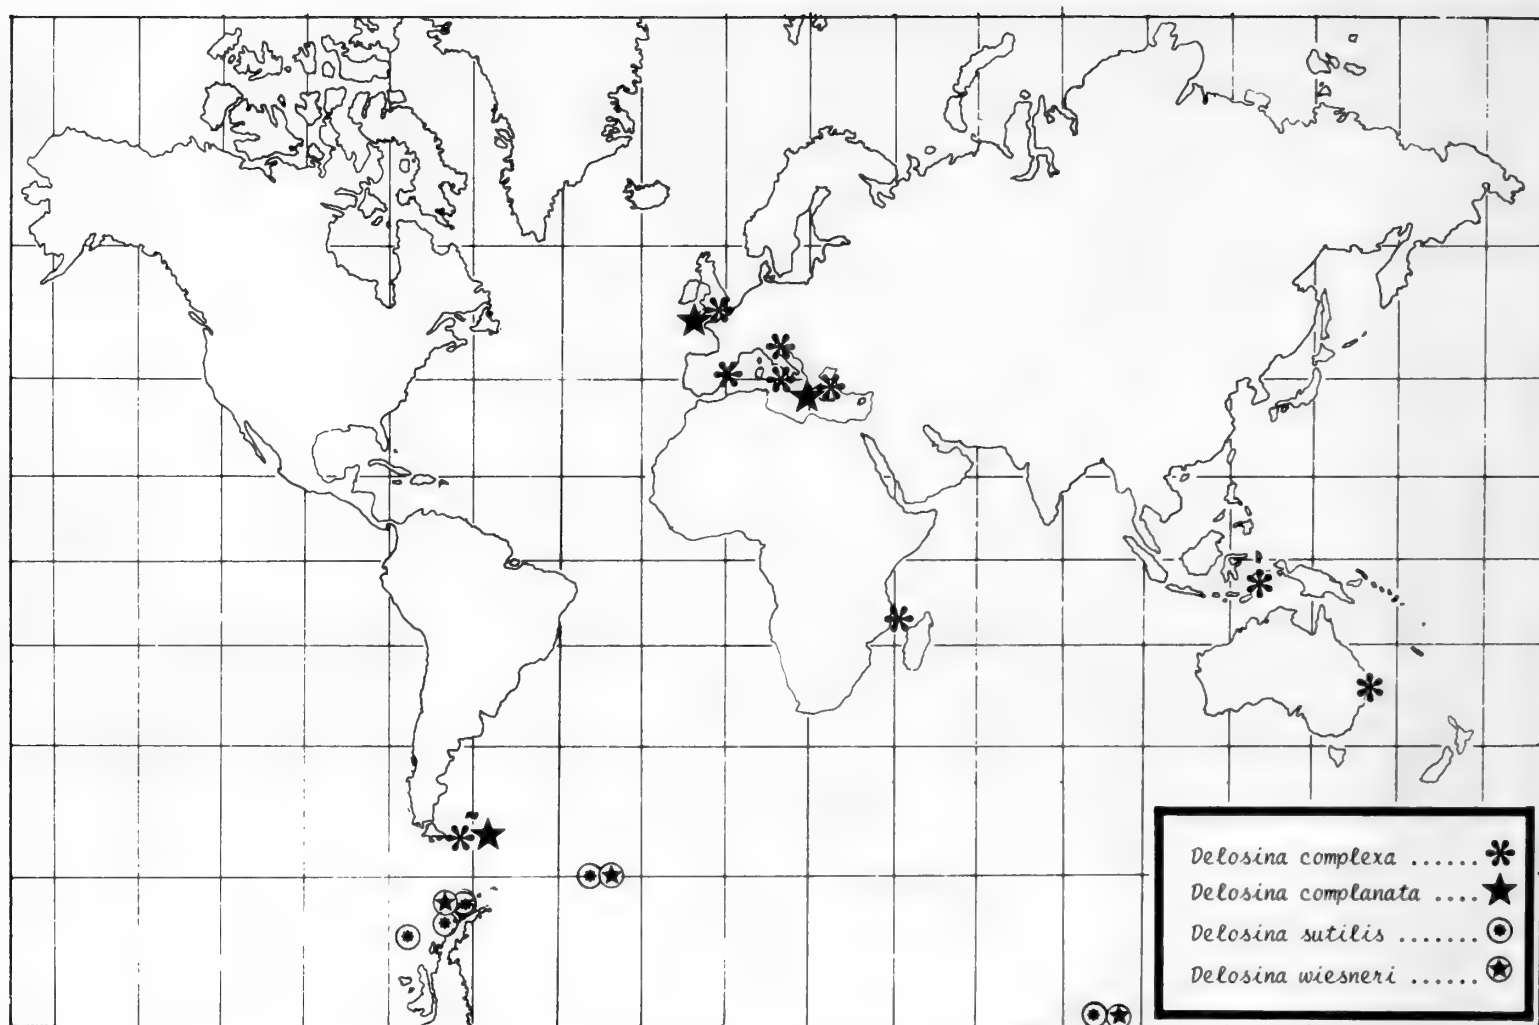 Delosina complexa ......
Delosina complanata ....
Delosina sutilis .......
Delosina wiesneri ......